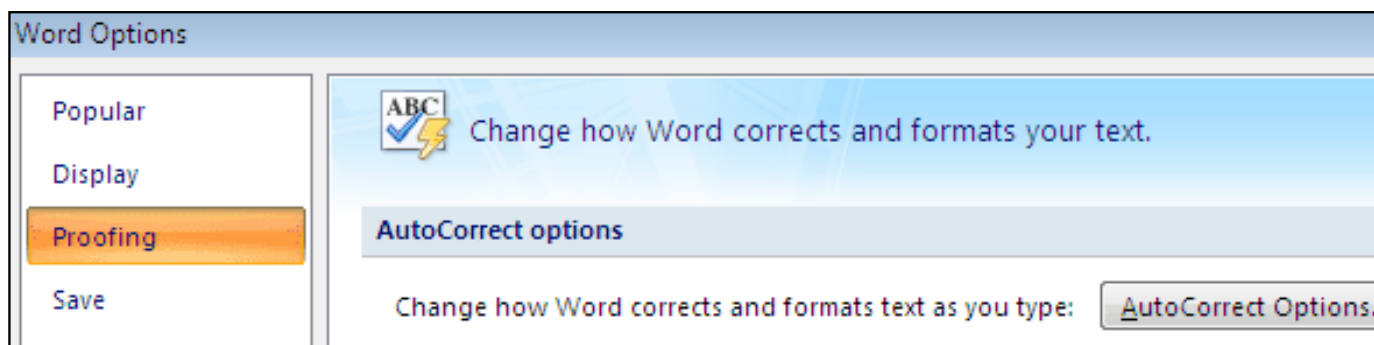 Word Options
Popular
Display
Proofing
Save
ABC
Change how Word corrects and formats your text.
AutoCorrect options
Change how Word corrects and formats text as you type:
AutoCorrect Options.